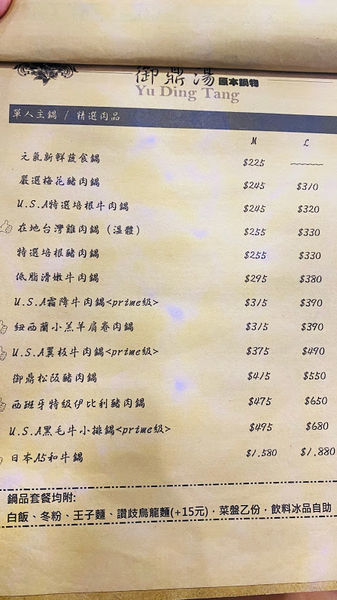 御鼎湯 原本鍋物
Yu Ding Tang
單人主鍋 / 精選肉品
M L
元氣新鮮蔬食鍋 $225
嚴選梅花豬肉鍋 $245 $310
U.S.A特選培根牛肉鍋 $245 $320
在地台灣雞肉鍋 (溫體) $255 $330
特選培根豬肉鍋 $255 $330
低脂滑嫩牛肉鍋 $295 $380
U.S.A霜降牛肉鍋<prime級> $315 $390
紐西蘭小羔羊肩卷肉鍋 $315 $390
U.S.A翼板牛肉鍋<prime級> $375 $490
御鼎松阪豬肉鍋 $415 $550
西班牙特級伊比利豬肉鍋 $475 $650
U.S.A黑毛牛小排鍋<prime級> $495 $680
日本A5和牛鍋 $1,580 $1,880
鍋品套餐均附:
白飯、冬粉、王子麵、讚歧烏龍麵(+15元)．菜盤乙份．飲料冰品自助